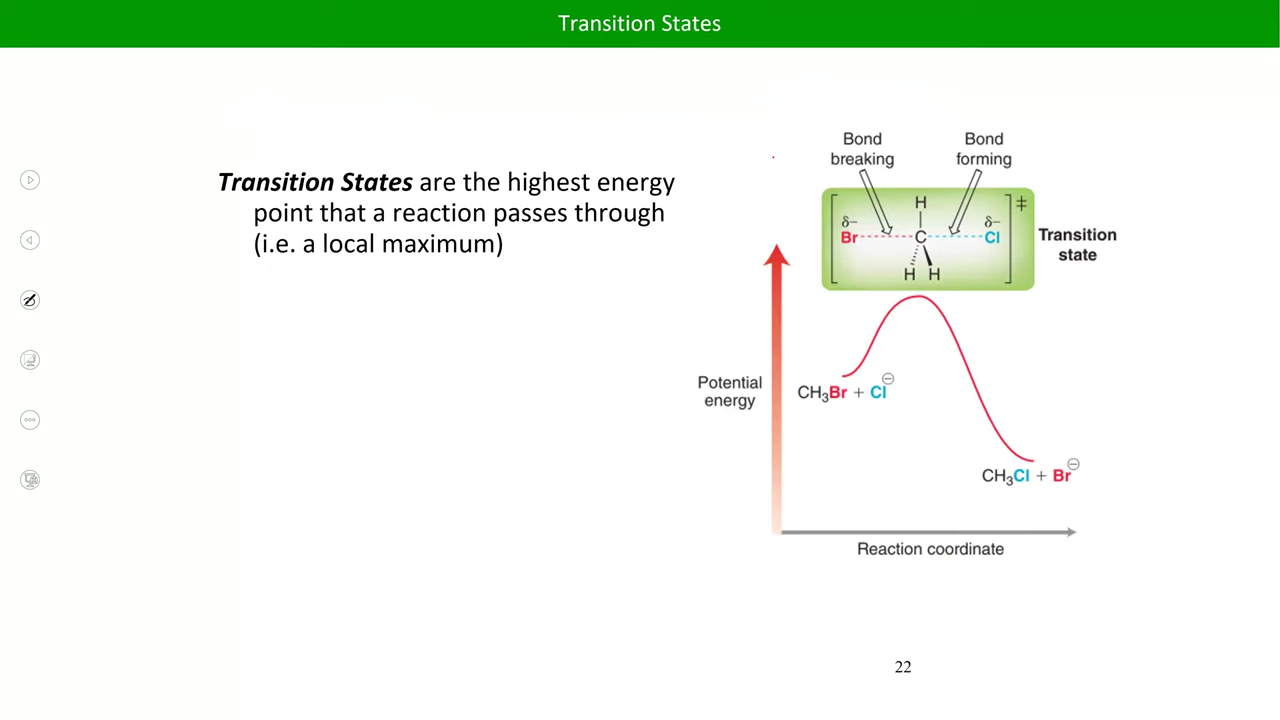 Transition States
Transition States are the highest energy
point that a reaction passes through
(i.e. a local maximum)
Bond
breaking
Bond
forming
H
‡
δ− δ−
Br C Cl
H H
Transition
state
Potential
energy
CH₃Br + Cl⊖
CH₃Cl + Br⊖
Reaction coordinate
22